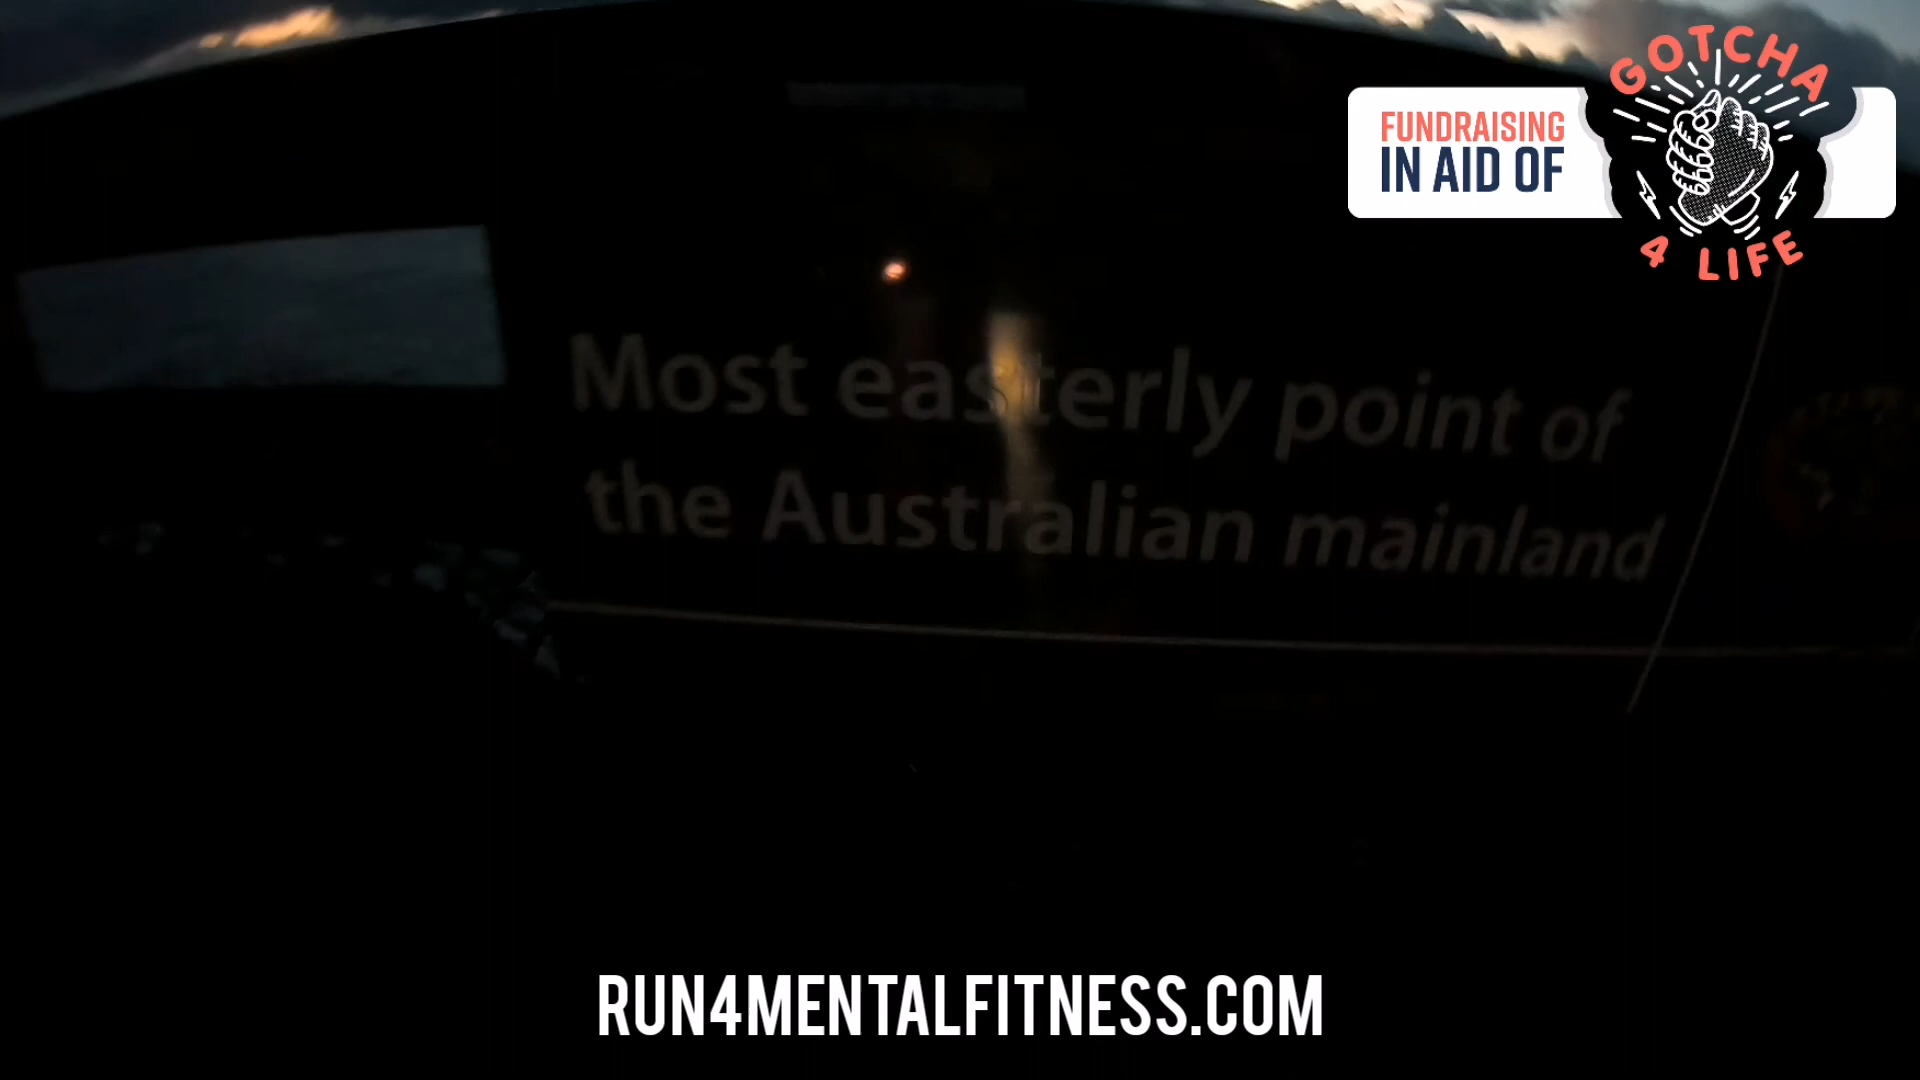 GOTCHA
FUNDRAISING
IN AID OF
4 LIFE
Most easterly point of
the Australian mainland
RUN4MENTALFITNESS.COM